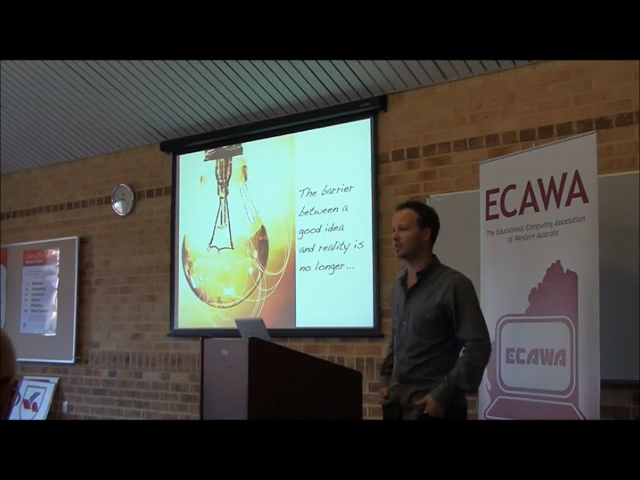 The barrier
between a
good idea
and reality is
no longer...
ECAWA
The Educational Computing Association
of Western Australia
ECAWA